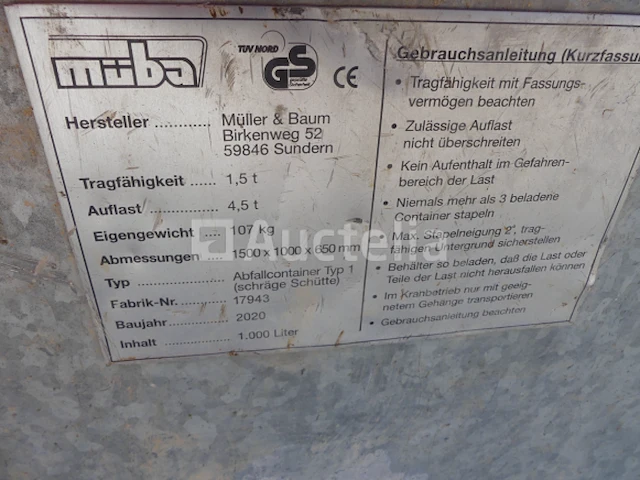 müba
TÜV NORD
GS
geprüfte
Sicherheit
CE
Hersteller ............ Müller & Baum
Birkenweg 52
59846 Sundern
Tragfähigkeit ...... 1,5 t
Auflast ................. 4,5 t
Eigengewicht ...... 107 kg
Abmessungen ..... 1500 x 1000 x 650 mm
Typ ....................... Abfallcontainer Typ 1
(schräge Schütte)
Fabrik-Nr. ............ 17943
Baujahr ................ 2020
Inhalt ................... 1.000 Liter
Gebrauchsanleitung (Kurzfassu
• Tragfähigkeit mit Fassungs-
vermögen beachten
• Zulässige Auflast
nicht überschreiten
• Kein Aufenthalt im Gefahren-
bereich der Last
• Niemals mehr als 3 beladene
Container stapeln
• Max. Stapelneigung 2°, trag-
fähigen Untergrund sicherstellen
• Behälter so beladen, daß die Last oder
Teile der Last nicht herausfallen können
• Im Kranbetrieb nur mit geeig-
netem Gehänge transportieren
• Gebrauchsanleitung beachten
Auctelia